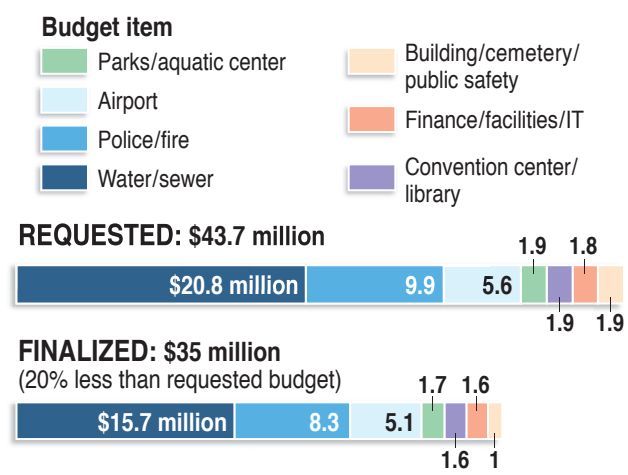 Budget item
Parks/aquatic center
Airport
Police/fire
Water/sewer
Building/cemetery/
public safety
Finance/facilities/IT
Convention center/
library
REQUESTED: $43.7 million
1.9 1.8
$20.8 million 9.9 5.6
1.9 1.9
FINALIZED: $35 million
(20% less than requested budget)
1.7 1.6
$15.7 million 8.3 5.1
1.6 1